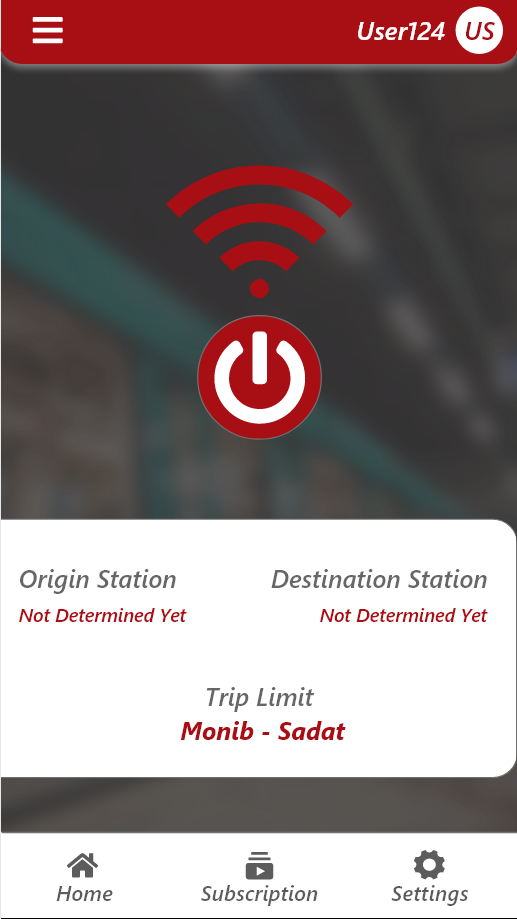 User124 US
Origin Station
Destination Station
Not Determined Yet
Not Determined Yet
Trip Limit
Monib - Sadat
Home
Subscription
Settings